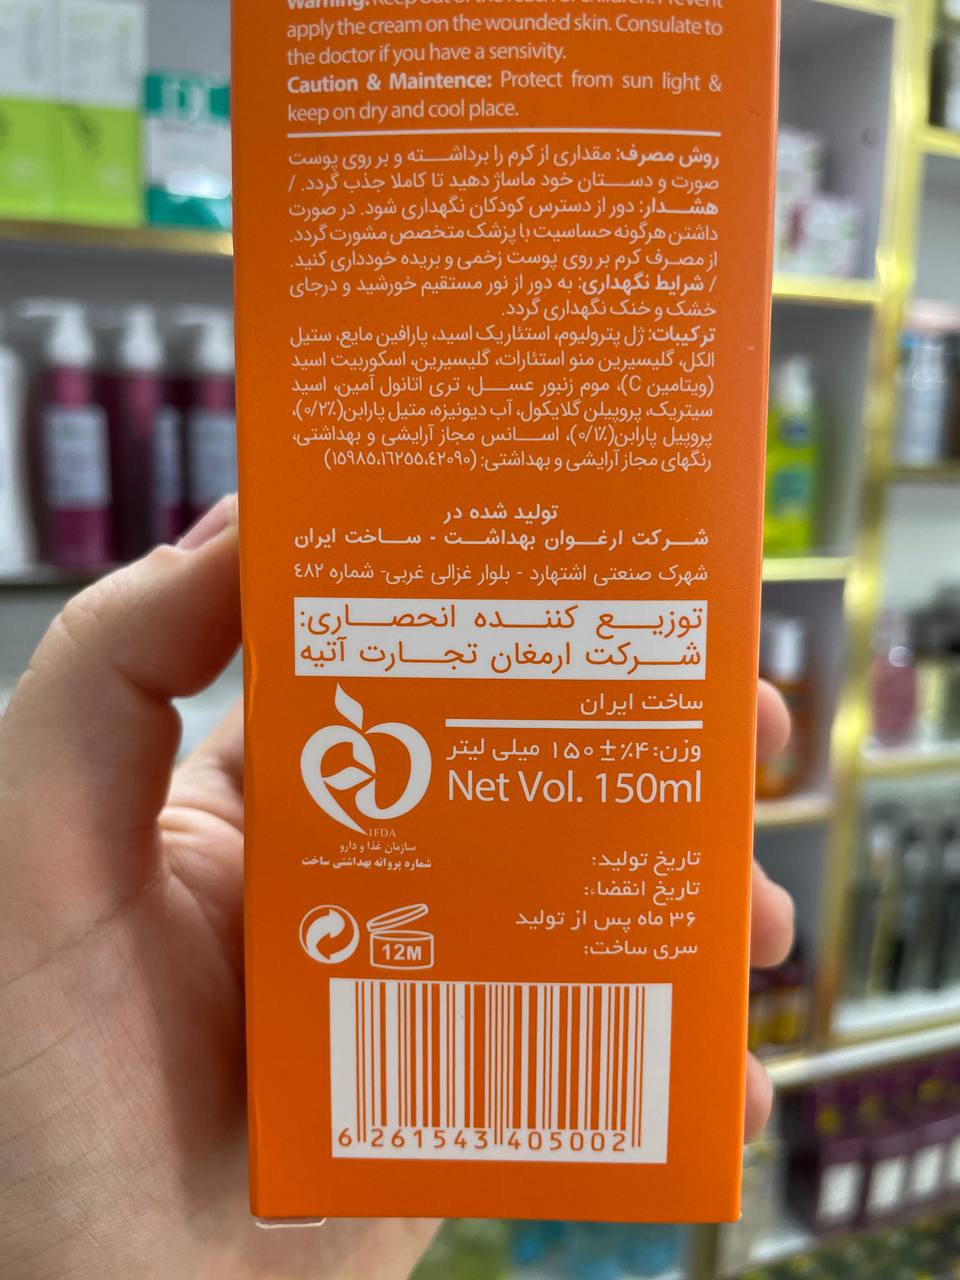 Warning: Keep out of the reach of children. Prevent
apply the cream on the wounded skin. Consulate to
the doctor if you have a sensivity.
Caution & Maintence: Protect from sun light &
keep on dry and cool place.
روش مصرف: مقداری از کرم را برداشته و بر روی پوست
صورت و دستان خود ماساژ دهید تا کاملا جذب گردد. /
هشدار: دور از دسترس کودکان نگهداری شود. در صورت
داشتن هرگونه حساسیت با پزشک متخصص مشورت گردد.
از مصرف کرم بر روی پوست زخمی و بریده خودداری کنید.
/ شرایط نگهداری: به دور از نور مستقیم خورشید و درجای
خشک و خنک نگهداری گردد.
ترکیبات: ژل پترولیوم، استئاریک اسید، پارافین مایع، ستیل
الکل، گلیسیرین منو استئارات، گلیسیرین، اسکوربیت اسید
(ویتامین C)، موم زنبور عسل، تری اتانول آمین، اسید
سیتریک، پروپیلن گلایکول، آب دیونیزه، متیل پارابن(۰/۲٪)،
پروپیل پارابن(۰/۱٪)، اسانس مجاز آرایشی و بهداشتی،
رنگهای مجاز آرایشی و بهداشتی: (۱۵۹۸۵،۱۶۲۵۵،۴۲۰۹۰)
تولید شده در
شرکت ارغوان بهداشت - ساخت ایران
شهرک صنعتی اشتهارد - بلوار غزالی غربی- شماره ۴۸۲
توزیع کننده انحصاری:
شرکت ارمغان تجارت آتیه
ساخت ایران
وزن: ۴٪±۱۵۰ میلی لیتر
Net Vol. 150ml
IFDA
سازمان غذا و دارو
شماره پروانه بهداشتی ساخت
تاریخ تولید:
تاریخ انقضاء:
۳۶ ماه پس از تولید
سری ساخت:
12M
6 261543 405002